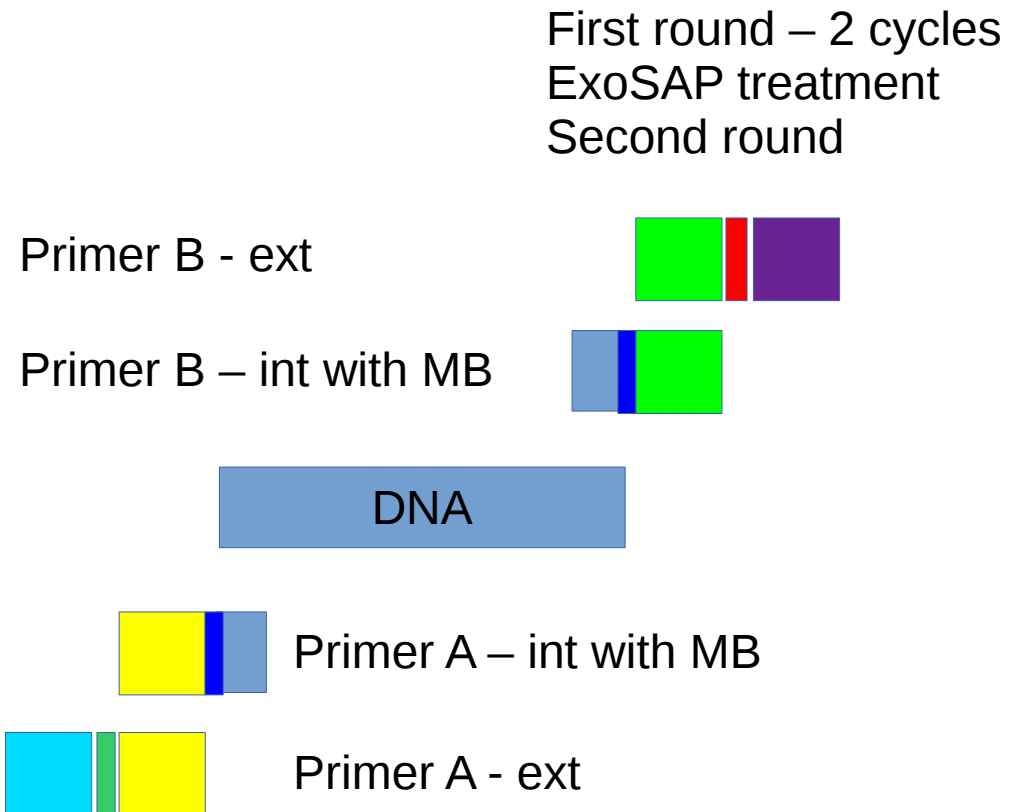 First round – 2 cycles
ExoSAP treatment
Second round
Primer B - ext
Primer B – int with MB
DNA
Primer A – int with MB
Primer A - ext